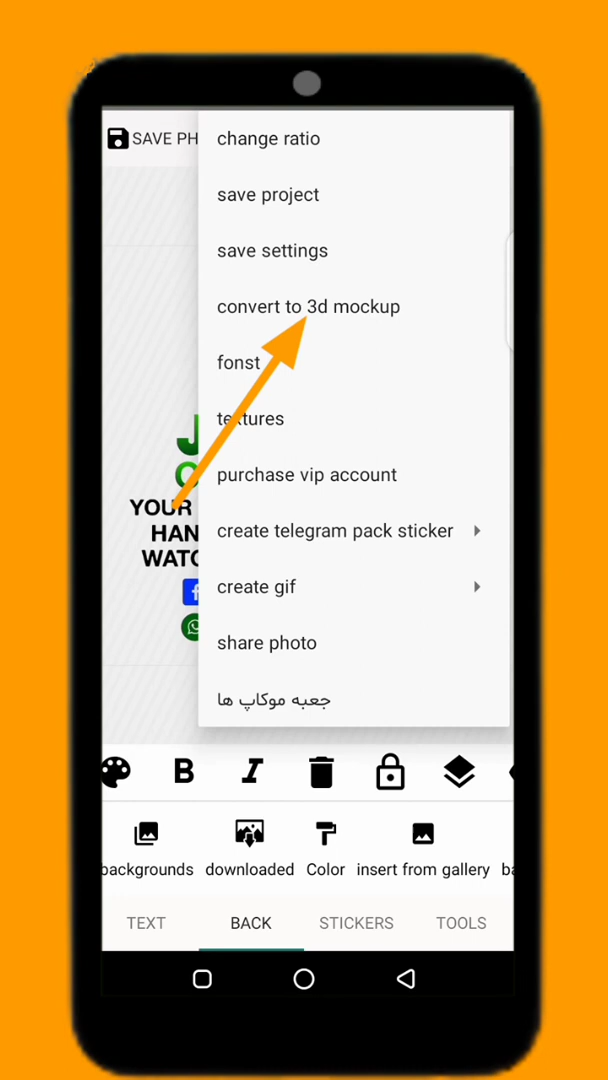 SAVE PH
change ratio
save project
save settings
convert to 3d mockup
fonst
textures
purchase vip account
create telegram pack sticker
create gif
share photo
جعبه موکاپ ها
J
YOUR
HAN
WATC
B
I
backgrounds
downloaded
Color
insert from gallery
ba
TEXT
BACK
STICKERS
TOOLS